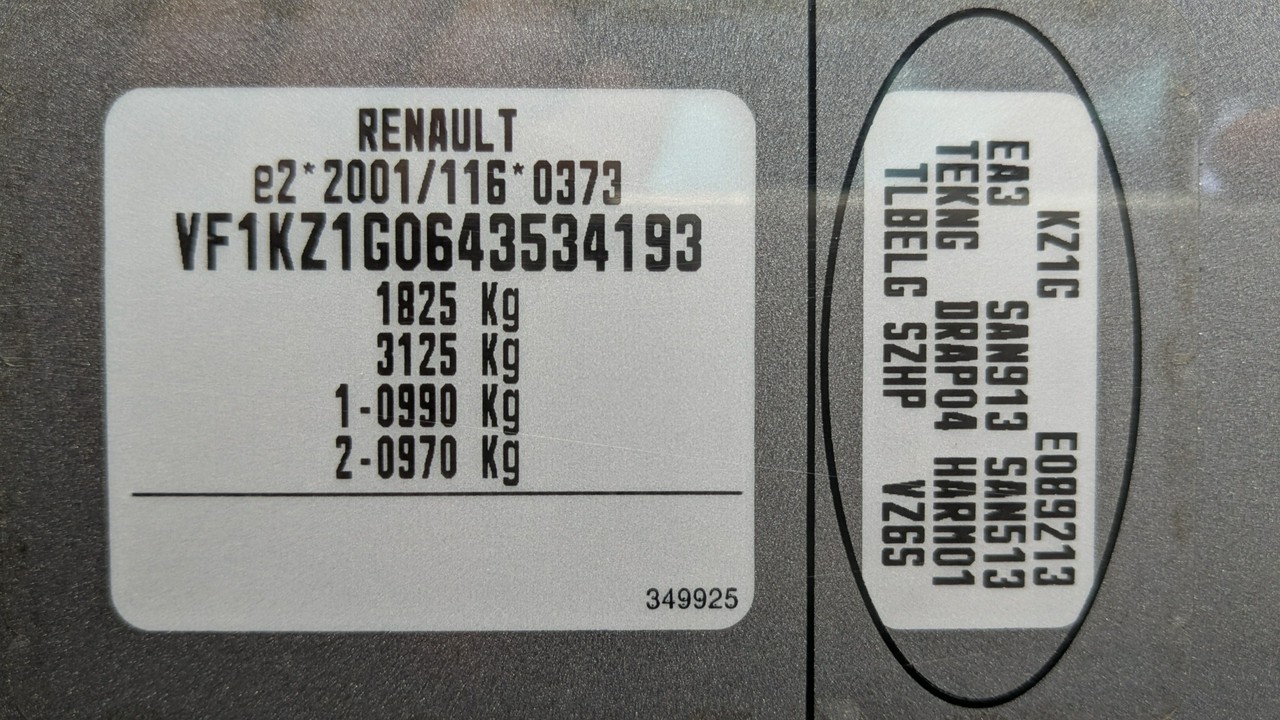 RENAULT
e2*2001/116*0373
VF1KZ1G0643534193
1825 Kg
3125 Kg
1-0990 Kg
2-0970 Kg
349925
KZ1G E089213
EA3 SAN913 SAN513
TEKNG DRAP04 HARM01
TLBELG SZHP VZ6S